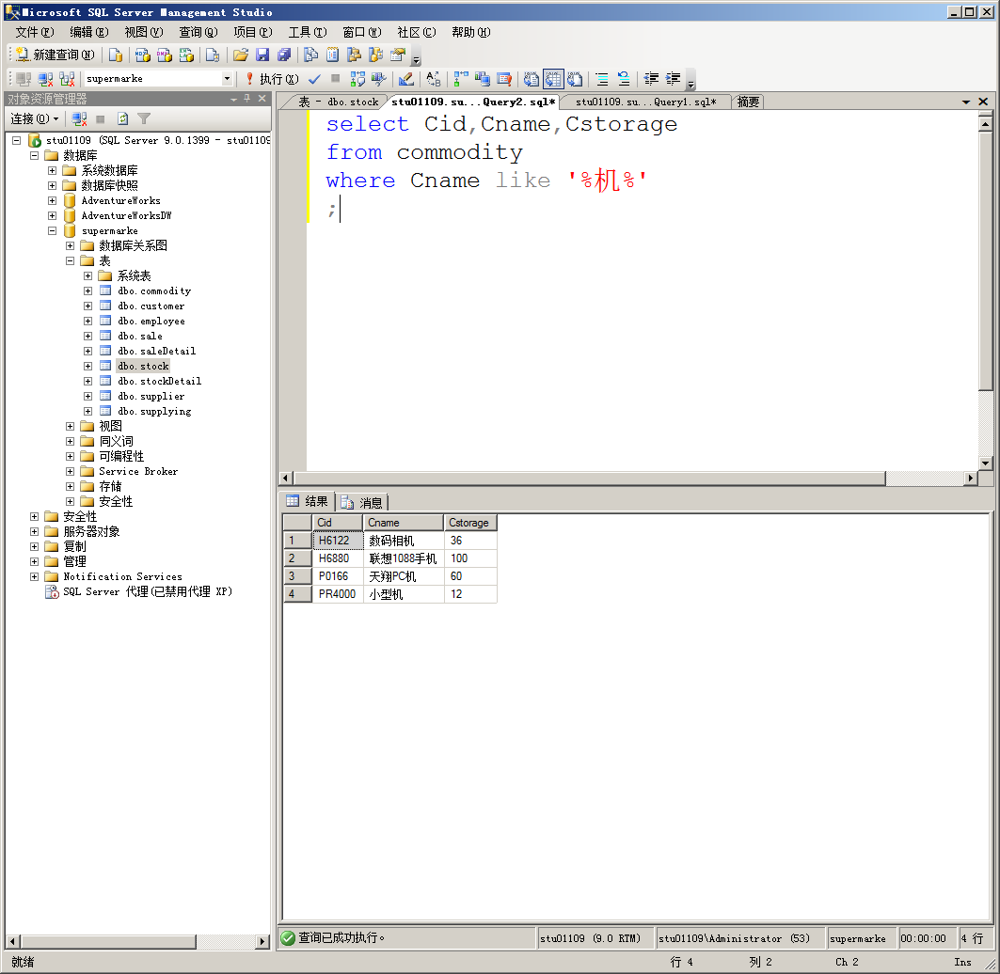 Microsoft SQL Server Management Studio
文件(F) 编辑(E) 视图(V) 查询(Q) 项目(P) 工具(T) 窗口(W) 社区(C) 帮助(H)
新建查询(N)
supermarke 执行(X)
对象资源管理器
连接(O)
stu01109 (SQL Server 9.0.1399 - stu01109
数据库
系统数据库
数据库快照
AdventureWorks
AdventureWorksDW
supermarke
数据库关系图
表
系统表
dbo.commodity
dbo.customer
dbo.employee
dbo.sale
dbo.saleDetail
dbo.stock
dbo.stockDetail
dbo.supplier
dbo.supplying
视图
同义词
可编程性
Service Broker
存储
安全性
安全性
服务器对象
复制
管理
Notification Services
SQL Server 代理(已禁用代理 XP)
表 - dbo.stock stu01109.su...Query2.sql* stu01109.su...Query1.sql* 摘要
select Cid,Cname,Cstorage
from commodity
where Cname like '%机%'
;
结果 消息
Cid Cname Cstorage
1 H6122 数码相机 36
2 H6880 联想1088手机 100
3 P0166 天翔PC机 60
4 PR4000 小型机 12
查询已成功执行。 stu01109 (9.0 RTM) stu01109\Administrator (53) supermarke 00:00:00 4 行
就绪 行 4 列 2 Ch 2 Ins